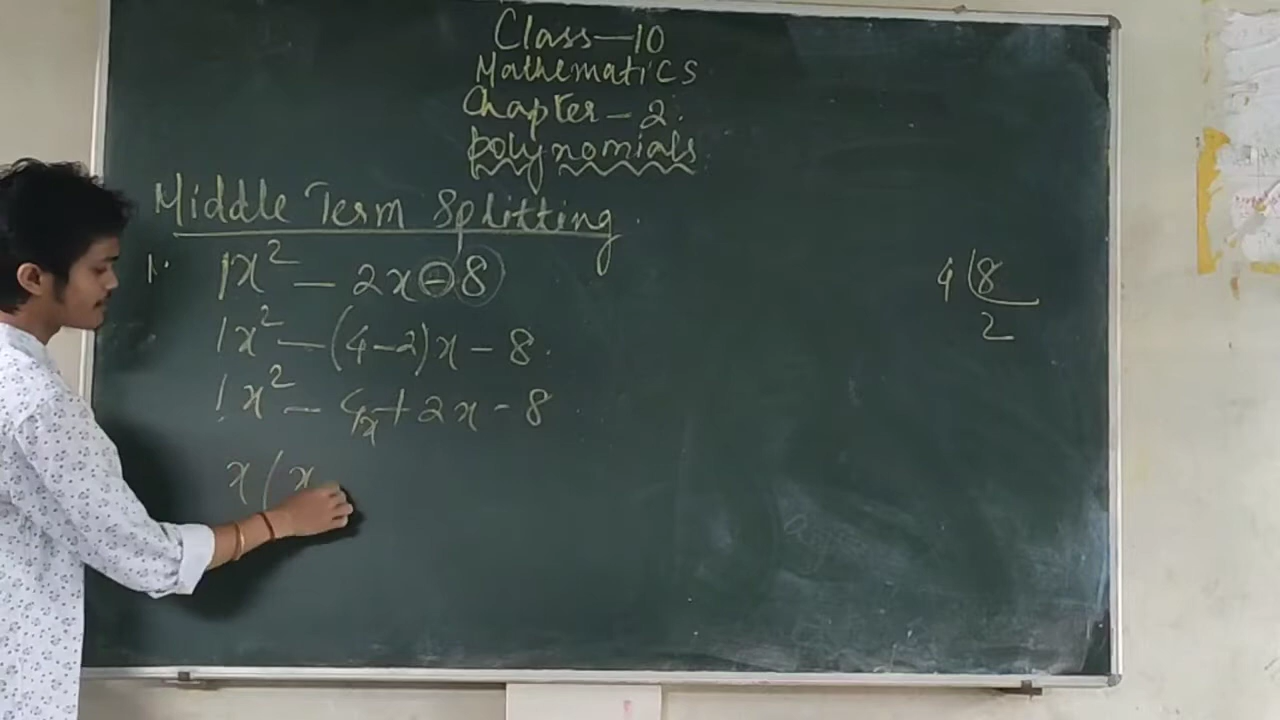 Class—10
Mathematics
Chapter—2.
Polynomials
Middle Term Splitting.
1. 1x² — 2x - 8
1x² — (4-2)x - 8.
1x² — 4x + 2x - 8
x (x
4 | 8
2